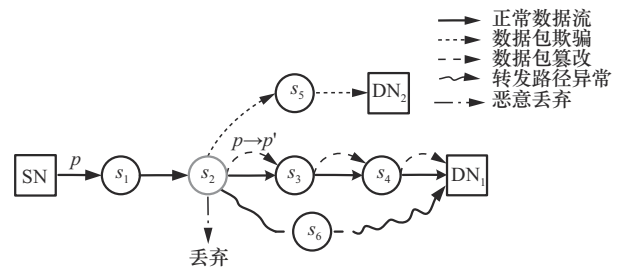 正常数据流
数据包欺骗
数据包篡改
转发路径异常
恶意丢弃
s5
DN2
p→p'
SN
p
s1
s2
s3
s4
DN1
s6
丢弃